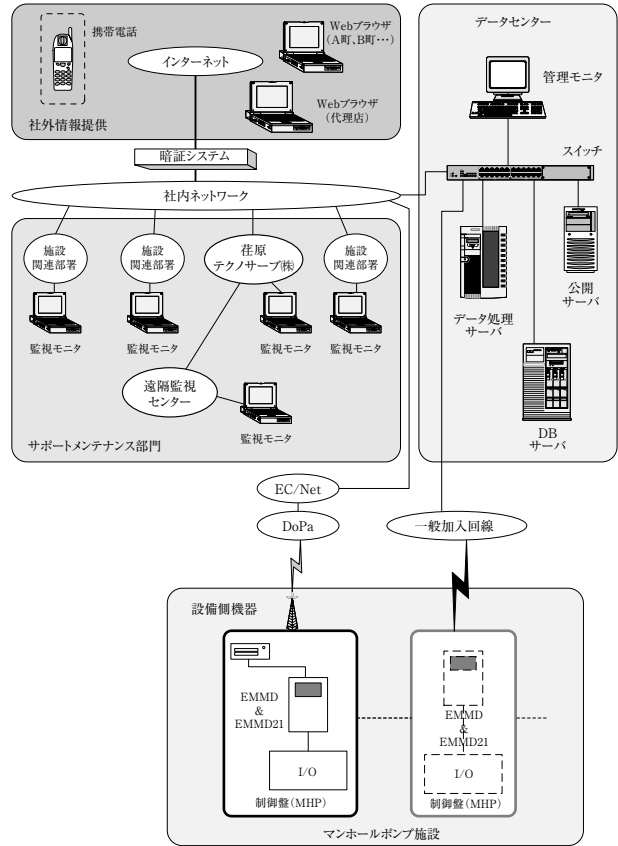 携帯電話
インターネット
Webブラウザ
(A町、B町･･･)
Webブラウザ
(代理店)
社外情報提供
暗証システム
社内ネットワーク
施設
関連部署
監視モニタ
施設
関連部署
監視モニタ
荏原
テクノサーブ㈱
監視モニタ
施設
関連部署
監視モニタ
遠隔監視
センター
監視モニタ
サポートメンテナンス部門
データセンター
管理モニタ
スイッチ
データ処理
サーバ
公開
サーバ
DB
サーバ
EC/Net
DoPa
一般加入回線
設備側機器
EMMD
&
EMMD21
I/O
制御盤(MHP)
EMMD
&
EMMD21
I/O
制御盤(MHP)
マンホールポンプ施設